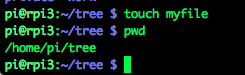 pi@rpi3:~/tree $ touch myfile
pi@rpi3:~/tree $ pwd
/home/pi/tree
pi@rpi3:~/tree $